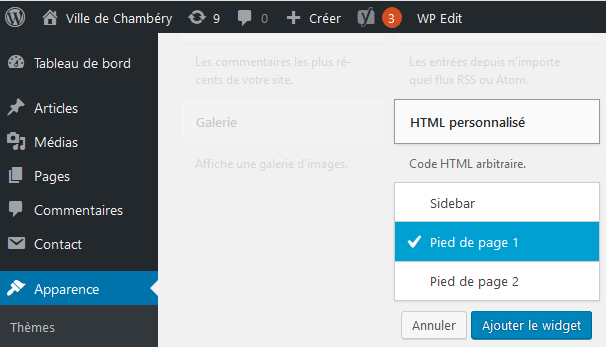 Ville de Chambéry 9 0 Créer 3 WP Edit
Tableau de bord
Articles
Médias
Pages
Commentaires
Contact
Apparence
Thèmes
Les commentaires les plus ré-
cents de votre site.
Les entrées depuis n'importe
quel flux RSS ou Atom.
Galerie
HTML personnalisé
Affiche une galerie d'images.
Code HTML arbitraire.
Sidebar
Pied de page 1
Pied de page 2
Annuler Ajouter le widget